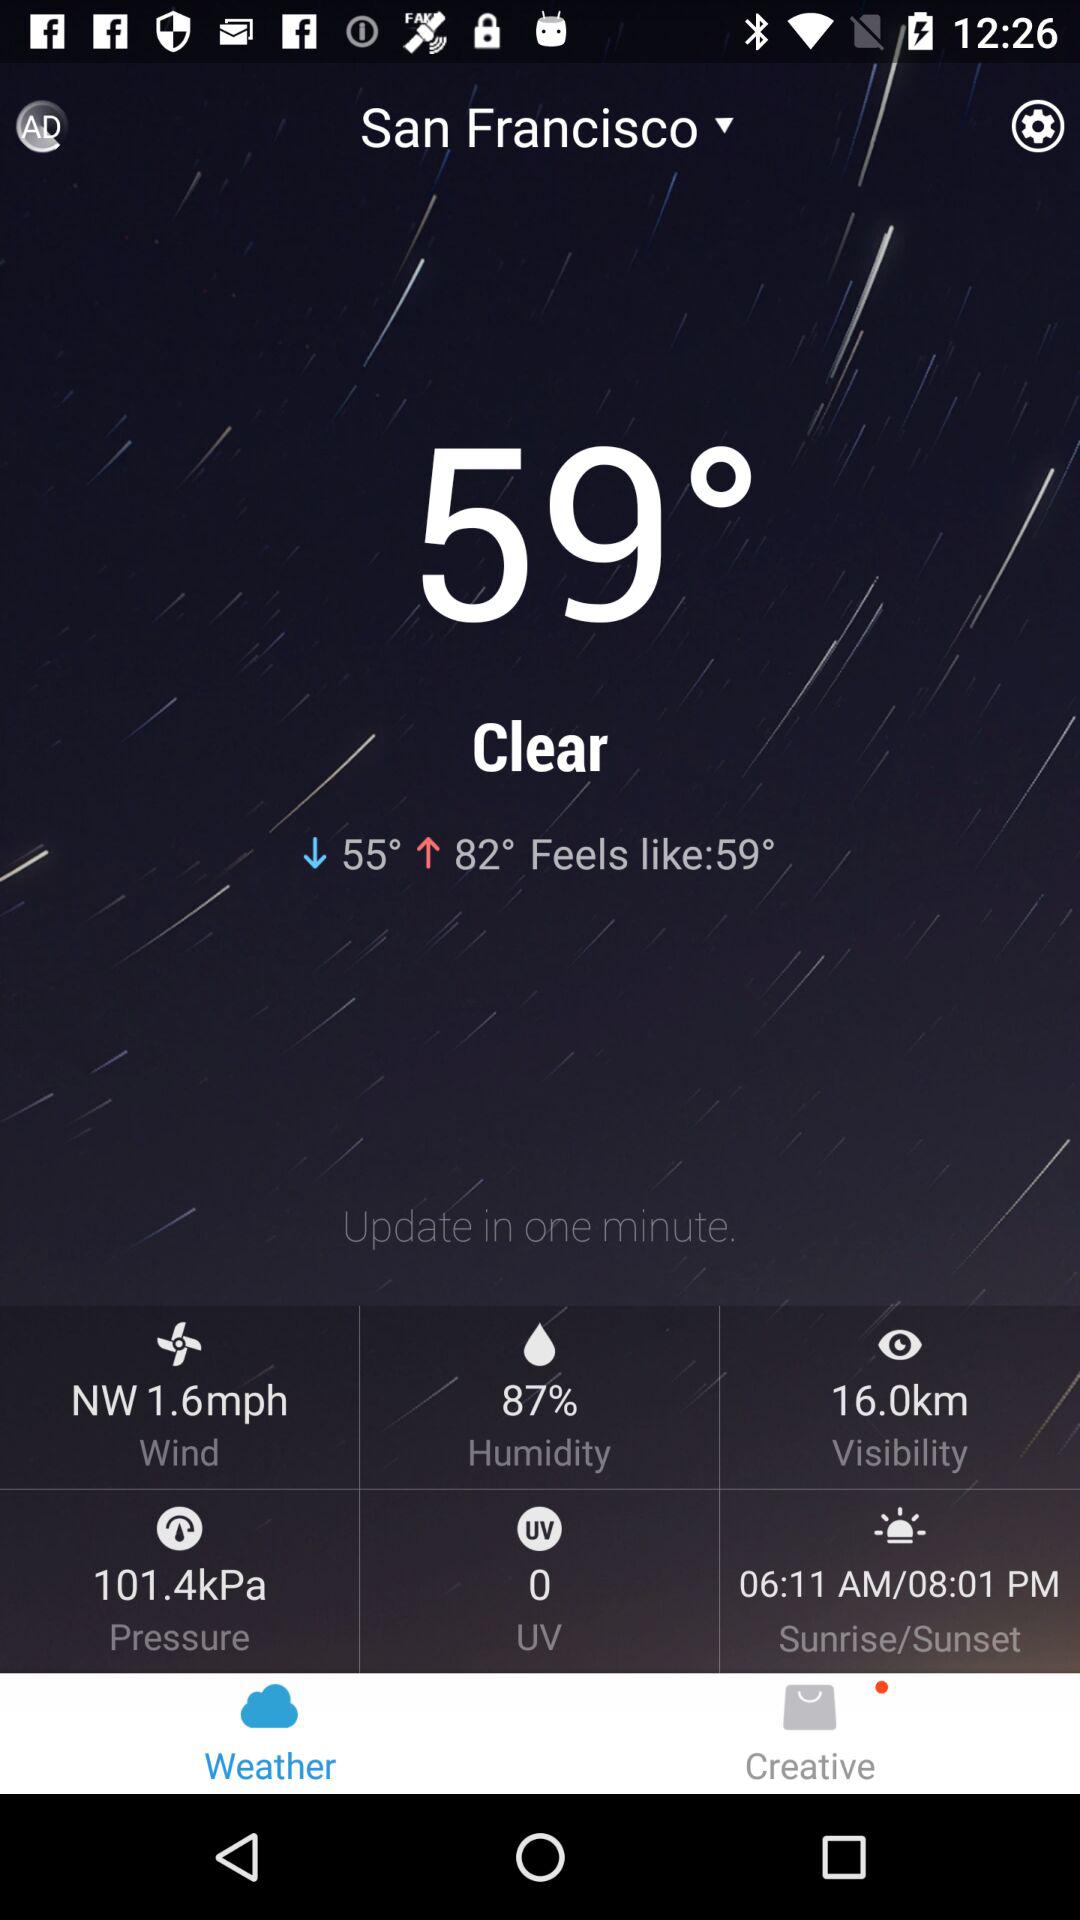 FAKE 12:26
AD San Francisco
59°
Clear
55° 82° Feels like:59°
Update in one minute.
NW 1.6mph 87% 16.0km
Wind Humidity Visibility
UV
101.4kPa 0 06:11 AM/08:01 PM
Pressure UV Sunrise/Sunset
Weather Creative